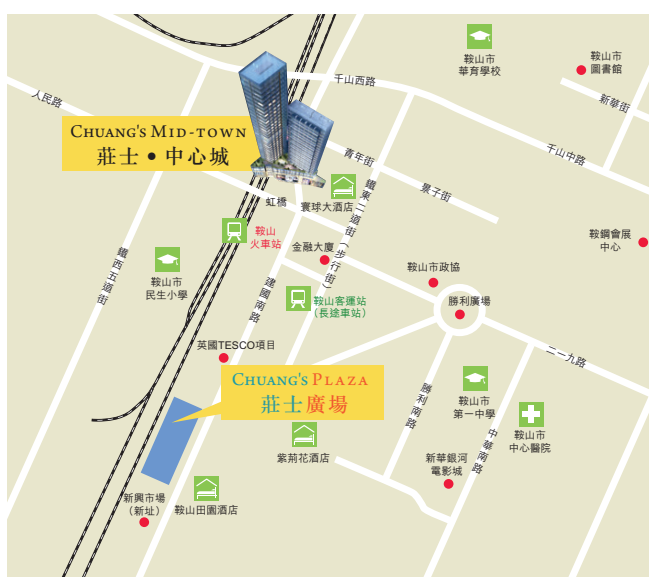 鞍山市
華育學校
鞍山市
圖書館
千山西路
人民路
新華街
CHUANG'S MID-TOWN
莊士•中心城
青年街
千山中路
景子街
虹橋
寰球大酒店
鐵東二道街(步行街)
鞍山
火車站
金融大廈
鞍鋼會展
中心
鞍山市政協
鐵西五道街
鞍山市
民生小學
建國南路
鞍山客運站
(長途車站)
勝利廣場
二一九路
英國TESCO項目
CHUANG'S PLAZA
莊士廣場
勝利南路
鞍山市
第一中學
中華南路
鞍山市
中心醫院
紫荊花酒店
新華銀河
電影城
新興市場
(新址)
鞍山田園酒店